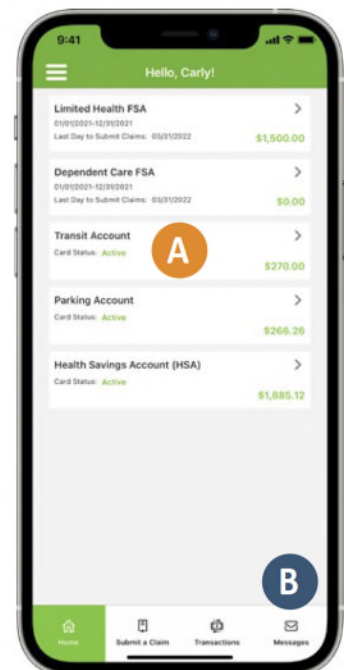 9:41
Hello, Carly!
Limited Health FSA
01/01/2021-12/31/2021
Last Day to Submit Claims: 03/31/2022
$1,500.00
Dependent Care FSA
01/01/2021-12/31/2021
Last Day to Submit Claims: 03/31/2022
$0.00
Transit Account
Card Status: Active
A
$270.00
Parking Account
Card Status: Active
$266.26
Health Savings Account (HSA)
Card Status: Active
$1,885.12
B
Home Submit a Claim Transactions Messages